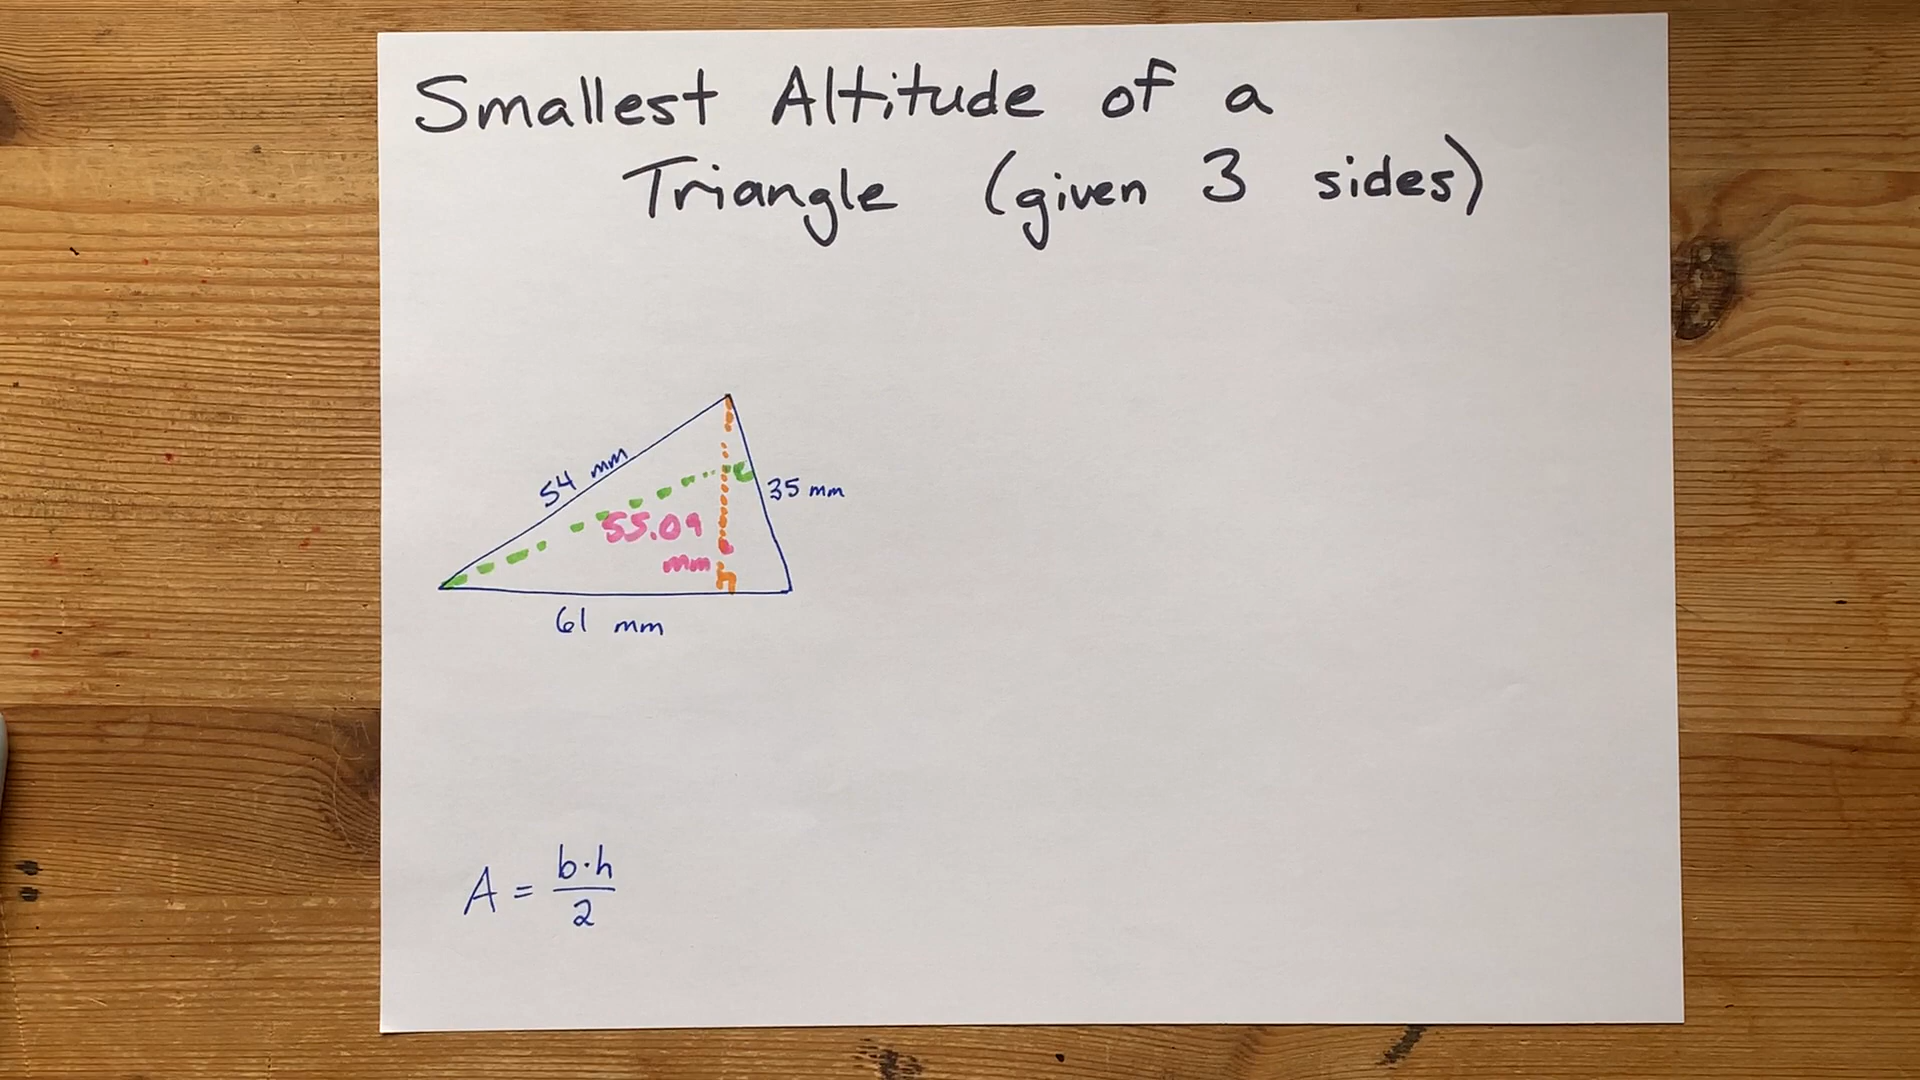 Smallest Altitude of a
Triangle (given 3 sides)
54 mm
35 mm
55.09
mm
61 mm
A = b·h
2